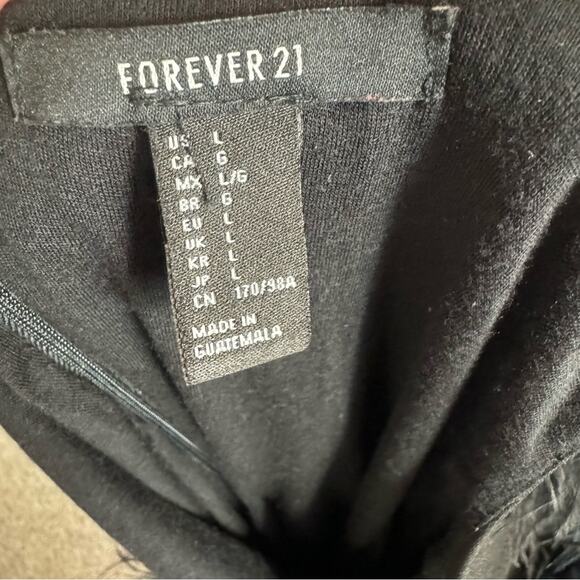 FOREVER 21
US L
CA G
MX L/G
BR G
EU L
UK L
KR L
JP L
CN 170/98A
MADE IN
GUATEMALA